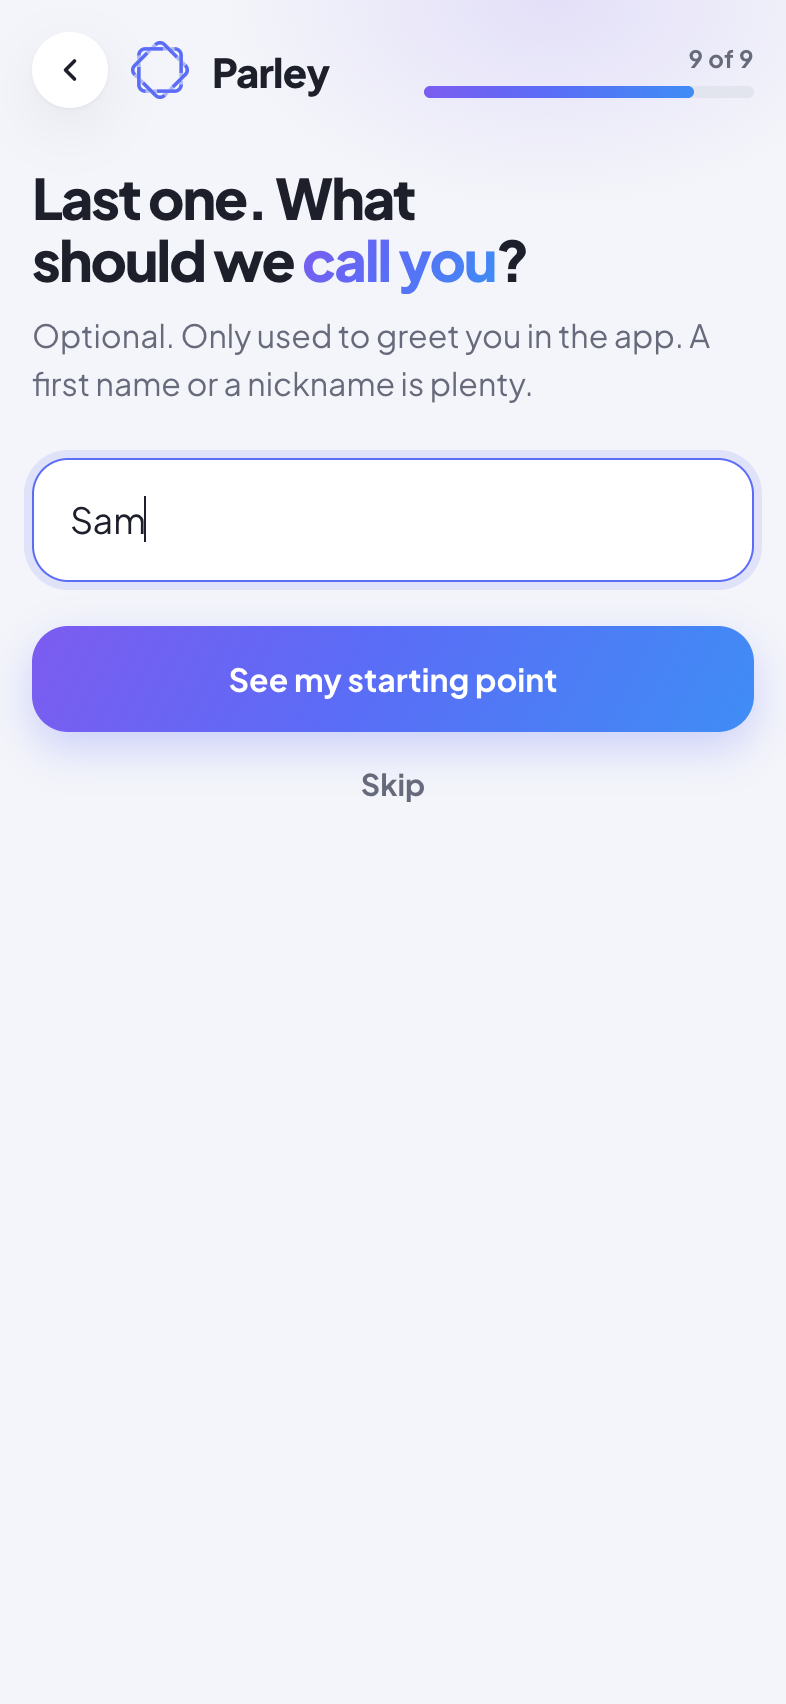 Parley
9 of 9
Last one. What
should we call you?
Optional. Only used to greet you in the app. A
first name or a nickname is plenty.
Sam
See my starting point
Skip